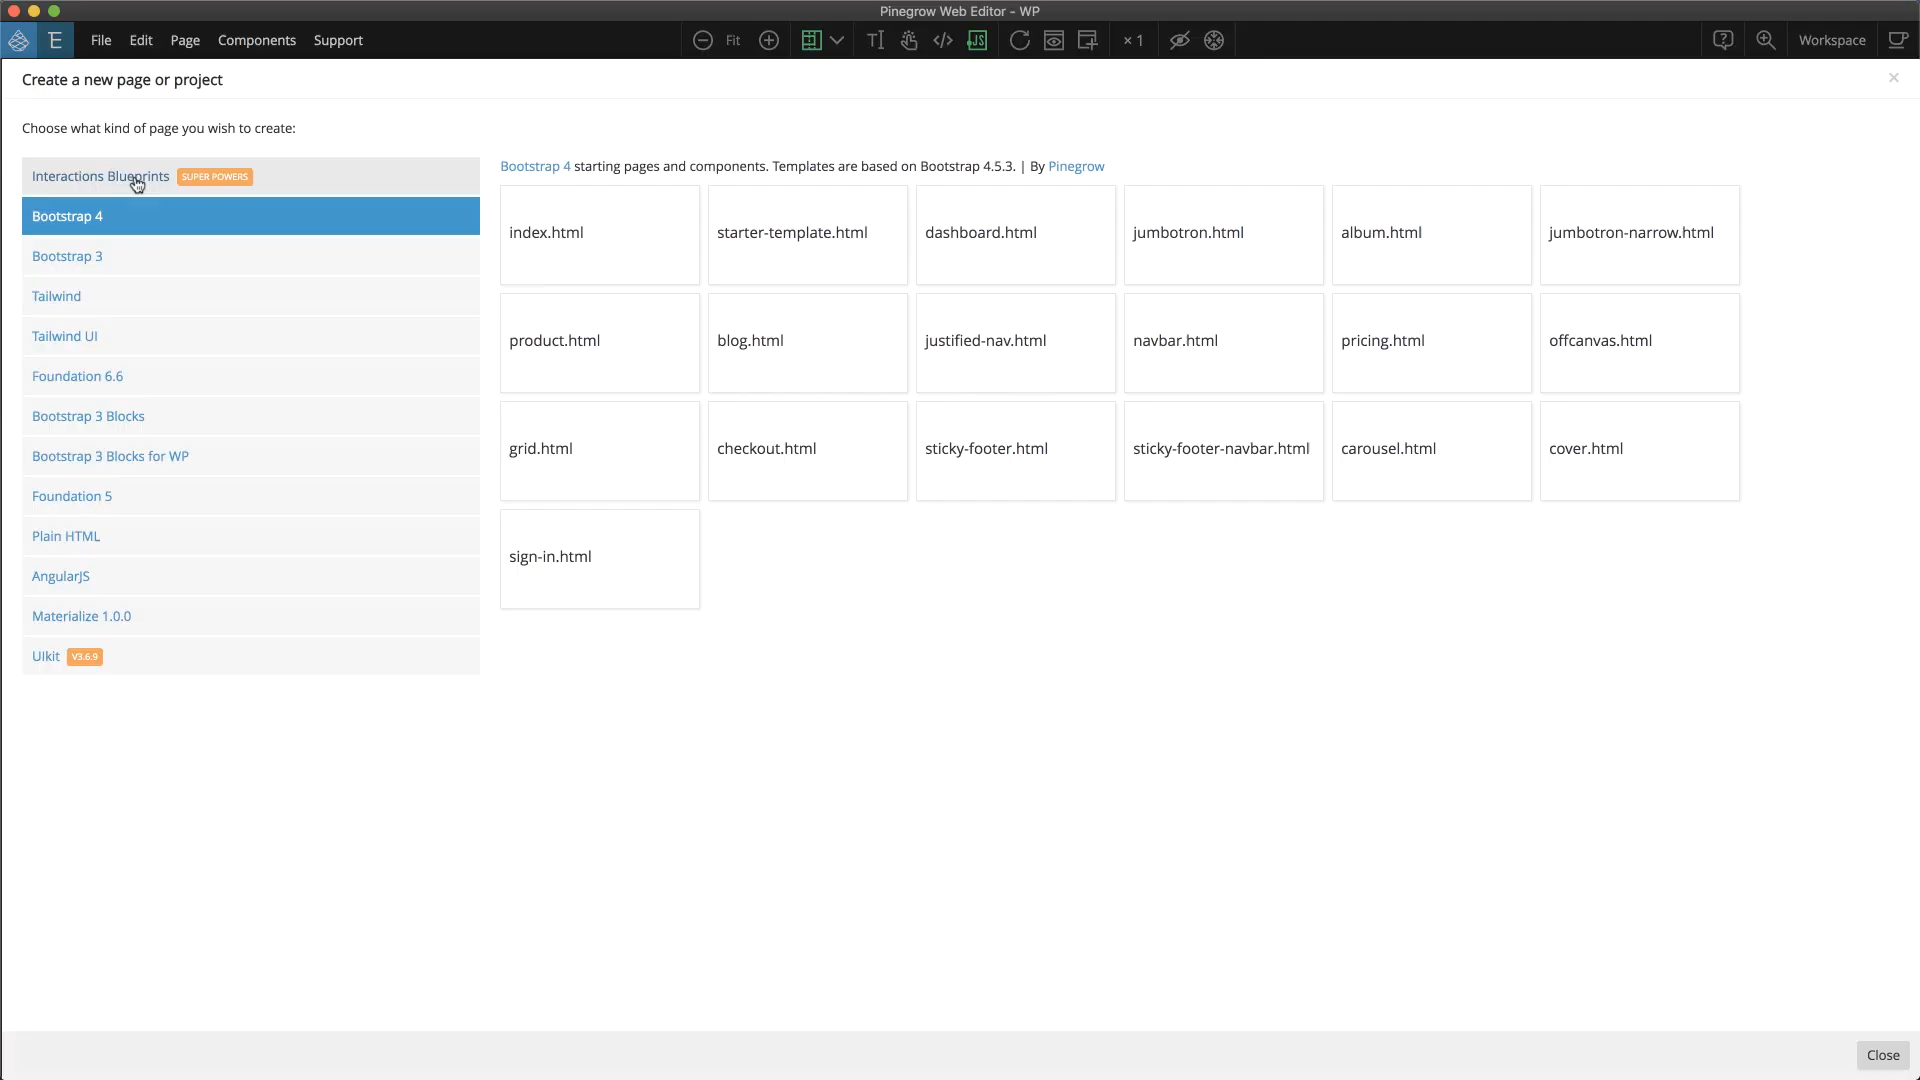 Pinegrow Web Editor - WP
File Edit Page Components Support
Fit
JS
× 1
Workspace
Create a new page or project
Choose what kind of page you wish to create:
Interactions Blueprints SUPER POWERS
Bootstrap 4
Bootstrap 3
Tailwind
Tailwind UI
Foundation 6.6
Bootstrap 3 Blocks
Bootstrap 3 Blocks for WP
Foundation 5
Plain HTML
AngularJS
Materialize 1.0.0
UIkit V3.6.9
Bootstrap 4 starting pages and components. Templates are based on Bootstrap 4.5.3. | By Pinegrow
index.html
starter-template.html
dashboard.html
jumbotron.html
album.html
jumbotron-narrow.html
product.html
blog.html
justified-nav.html
navbar.html
pricing.html
offcanvas.html
grid.html
checkout.html
sticky-footer.html
sticky-footer-navbar.html
carousel.html
cover.html
sign-in.html
Close